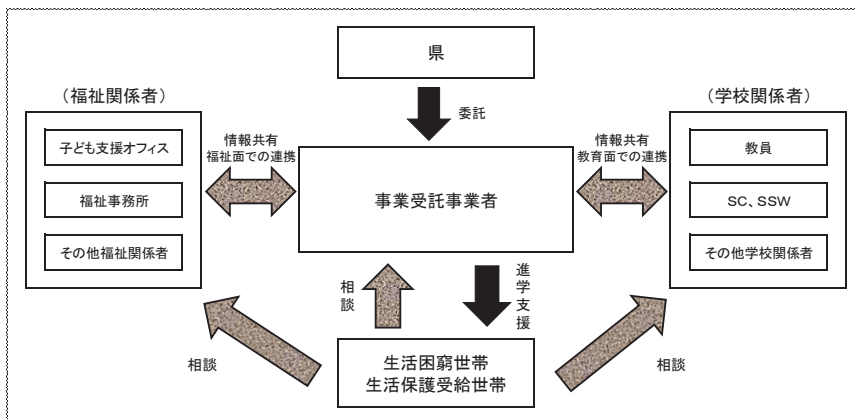 県
委託
（福祉関係者）
子ども支援オフィス
福祉事務所
その他福祉関係者
情報共有
福祉面での連携
事業受託事業者
情報共有
教育面での連携
（学校関係者）
教員
SC、SSW
その他学校関係者
相談
相談
進学支援
相談
生活困窮世帯
生活保護受給世帯